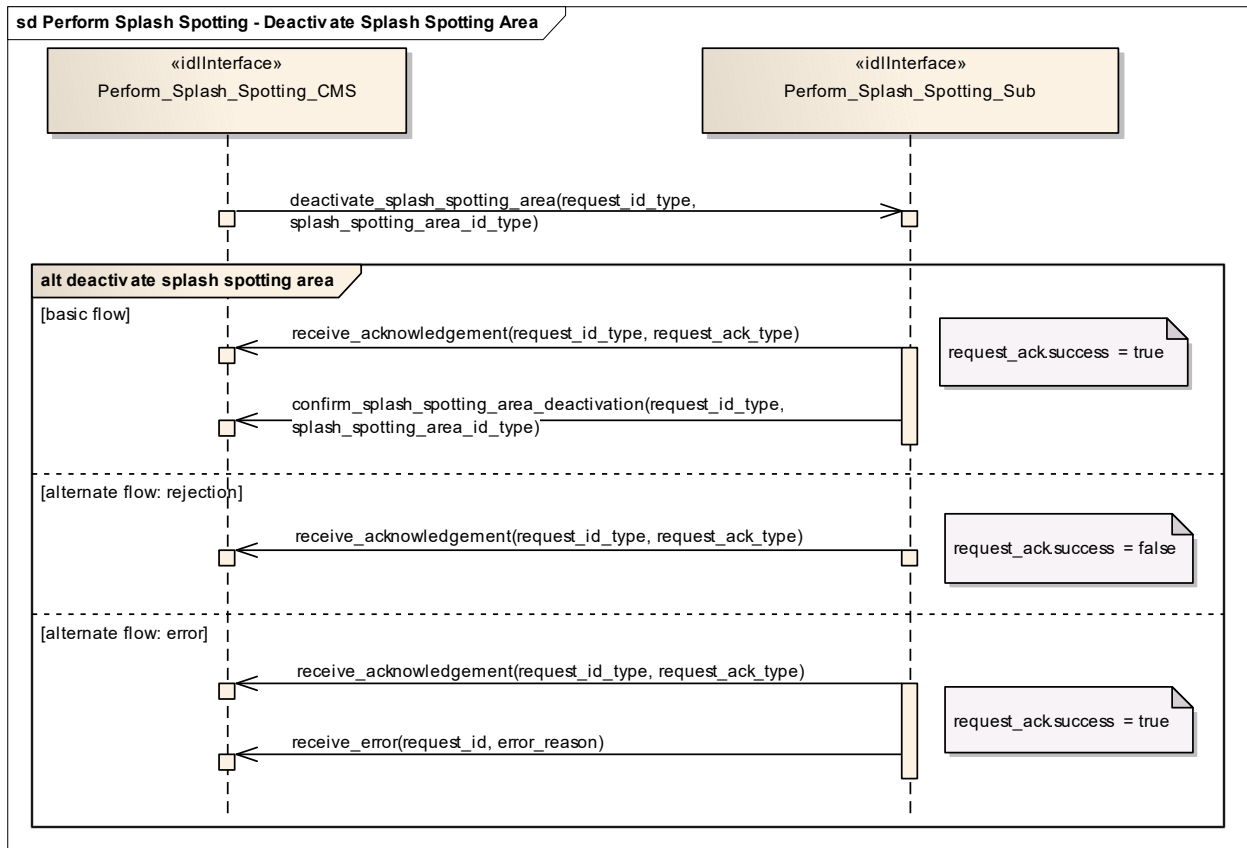 sd Perform Splash Spotting - Deactivate Splash Spotting Area
«idlInterface»
Perform_Splash_Spotting_CMS
«idlInterface»
Perform_Splash_Spotting_Sub
deactivate_splash_spotting_area(request_id_type,
splash_spotting_area_id_type)
alt deactivate splash spotting area
[basic flow]
receive_acknowledgement(request_id_type, request_ack_type)
request_ack.success = true
confirm_splash_spotting_area_deactivation(request_id_type,
splash_spotting_area_id_type)
[alternate flow: rejection]
receive_acknowledgement(request_id_type, request_ack_type)
request_ack.success = false
[alternate flow: error]
receive_acknowledgement(request_id_type, request_ack_type)
request_ack.success = true
receive_error(request_id, error_reason)